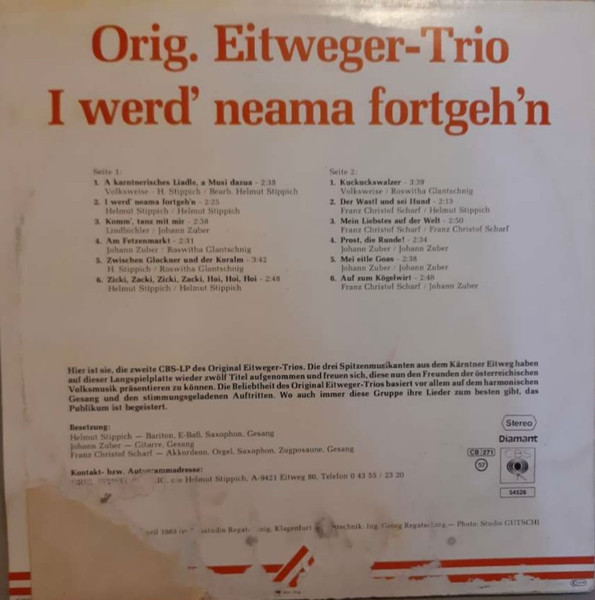 Orig. Eitweger-Trio
I werd' neama fortgeh'n
Seite 1:
1. A karntnerisches Liadle, a Musi dazua - 2:38
Volksweise - H. Stippich / Bearb. Helmut Stippich
2. I werd' neama fortgeh'n - 2:25
Helmut Stippich / Helmut Stippich
3. Komm', tanz mit mir - 2:38
Lindbichler / Johann Zuber
4. Am Fetzenmarkt - 2:31
Johann Zuber / Roswitha Glantschnig
5. Zwischen Glockner und der Koralm - 3:42
H. Stippich / Roswitha Glantschnig
6. Zicki, Zacki, Zicki, Zacki, Hoi, Hoi, Hoi - 2:48
Helmut Stippich / Helmut Stippich
Seite 2:
1. Kuckuckswalzer - 3:39
Volksweise / Roswitha Glantschnig
2. Der Wastl und sei Hund - 2:13
Franz Christof Scharf / Helmut Stippich
3. Mein Liebstes auf der Welt - 2:50
Franz Christof Scharf / Franz Christof Scharf
4. Prost, die Runde! - 2:34
Johann Zuber / Johann Zuber
5. Mei eitle Goas - 2:38
Johann Zuber / Johann Zuber
6. Auf zum Kögelwirt - 2:48
Franz Christof Scharf / Johann Zuber
Hier ist sie, die zweite CBS-LP des Original Eitweger-Trios. Die drei Spitzenmusikanten aus dem Kärntner Eitweg haben
auf dieser Langspielplatte wieder zwölf Titel aufgenommen und freuen sich, diese nun den Freunden der österreichischen
Volksmusik präsentieren zu können. Die Beliebtheit des Original Eitweger-Trios basiert vor allem auf dem harmonischen
Gesang und den stimmungsgeladenen Auftritten. Wo auch immer diese Gruppe ihre Lieder zum besten gibt, das
Publikum ist begeistert.
Besetzung:
Helmut Stippich — Bariton, E-Baß, Saxophon, Gesang
Johann Zuber — Gitarre, Gesang
Franz Christof Scharf — Akkordeon, Orgel, Saxophon, Zugposaune, Gesang
Kontakt- bzw. Autogrammadresse:
Helmut Stippich, A-9421 Eitweg 80, Telefon 0 43 55 / 23 20
1983 Klagenfurt Ing. Georg — Photo: Studio GUTSCHI
Stereo
Diamant
CB 271
57
CBS
54528